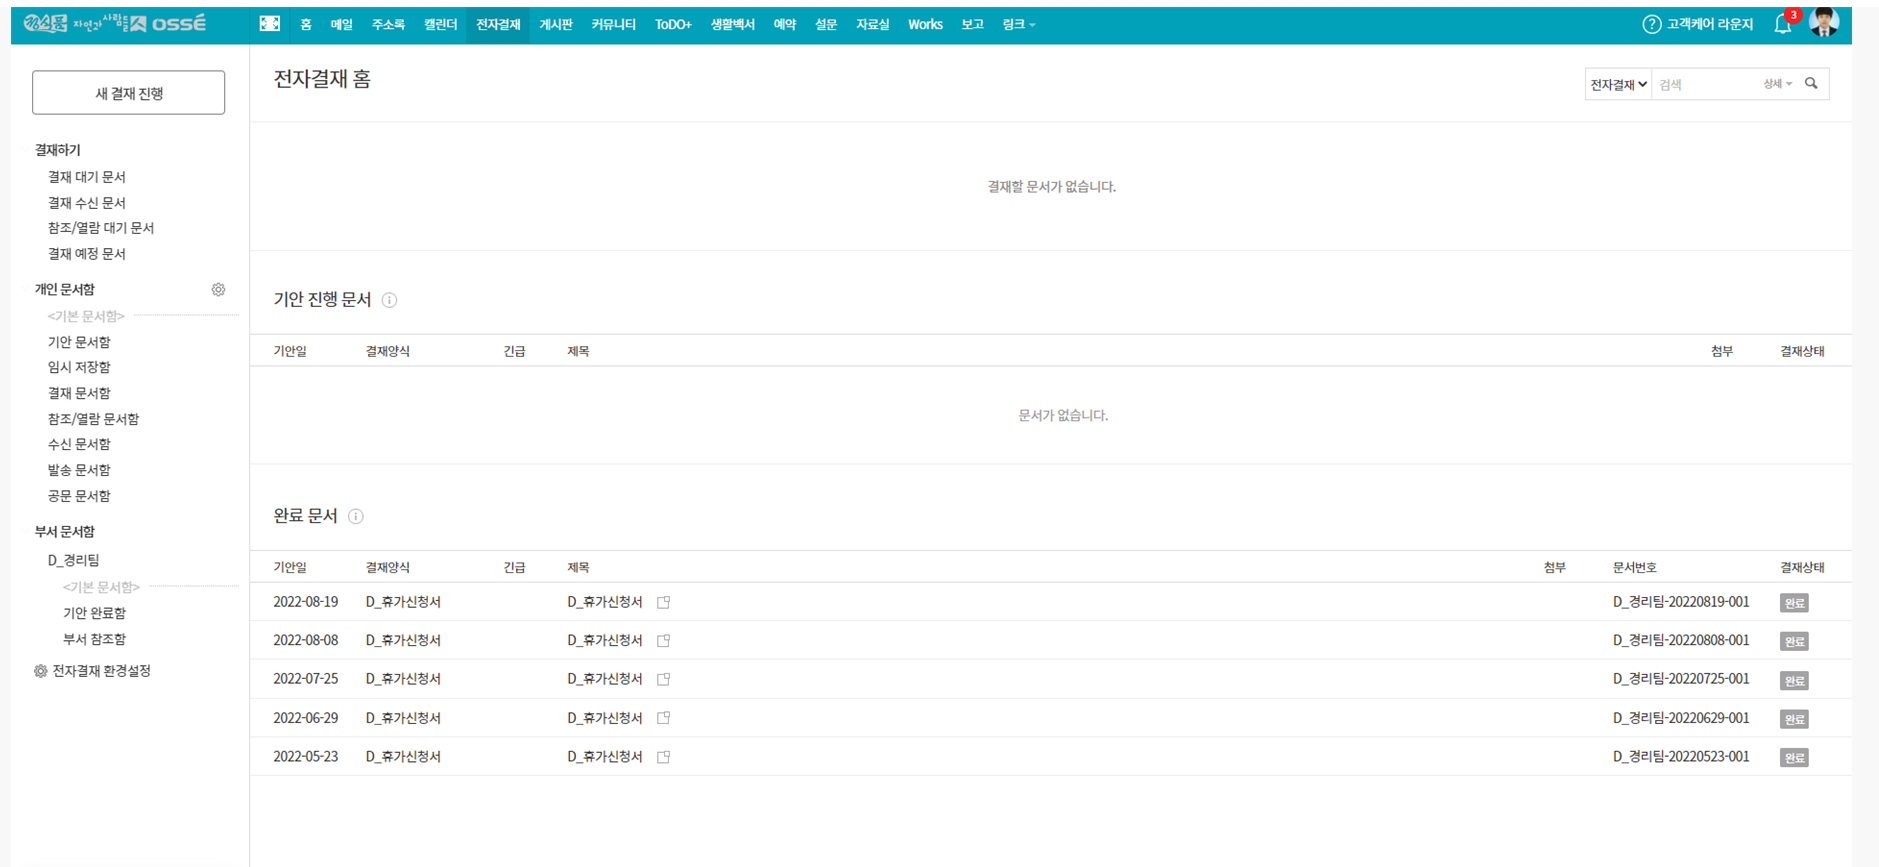 자연과사람들 OSSÉ
홈 메일 주소록 캘린더 전자결재 게시판 커뮤니티 ToDO+ 생활백서 예약 설문 자료실 Works 보고 링크
고객케어 라운지 3
새 결재 진행
결재하기
결재 대기 문서
결재 수신 문서
참조/열람 대기 문서
결재 예정 문서
개인 문서함
<기본 문서함>
기안 문서함
임시 저장함
결재 문서함
참조/열람 문서함
수신 문서함
발송 문서함
공문 문서함
부서 문서함
D_경리팀
<기본 문서함>
기안 완료함
부서 참조함
전자결재 환경설정
전자결재 홈
전자결재 검색 상세
결재할 문서가 없습니다.
기안 진행 문서
기안일 결재양식 긴급 제목 첨부 결재상태
문서가 없습니다.
완료 문서
기안일 결재양식 긴급 제목 첨부 문서번호 결재상태
2022-08-19 D_휴가신청서 D_휴가신청서 D_경리팀-20220819-001 완료
2022-08-08 D_휴가신청서 D_휴가신청서 D_경리팀-20220808-001 완료
2022-07-25 D_휴가신청서 D_휴가신청서 D_경리팀-20220725-001 완료
2022-06-29 D_휴가신청서 D_휴가신청서 D_경리팀-20220629-001 완료
2022-05-23 D_휴가신청서 D_휴가신청서 D_경리팀-20220523-001 완료